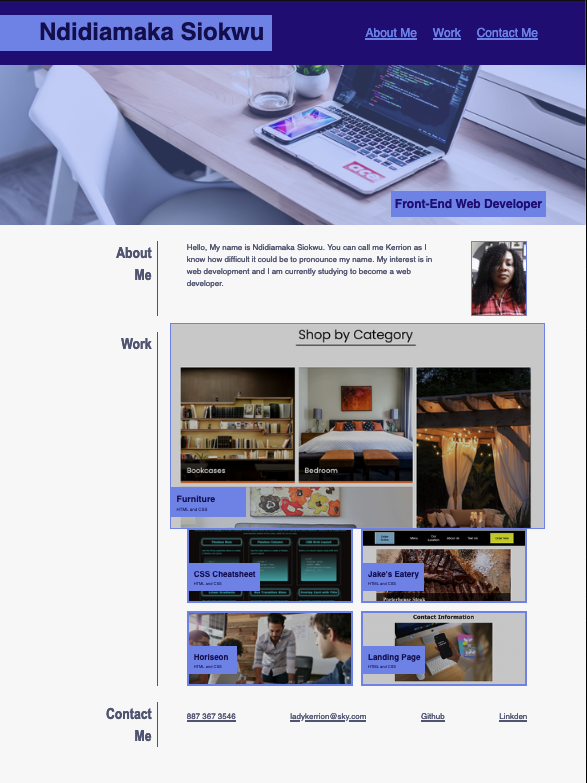 Ndidiamaka Siokwu
About Me Work Contact Me
Front-End Web Developer
About
Me
Hello, My name is Ndidiamaka Siokwu. You can call me Kerrion as I
know how difficult it could be to pronounce my name. My interest is in
web development and I am currently studying to become a web
developer.
Work
Shop by Category
Bookcases
Bedroom
Furniture
HTML and CSS
CSS Cheatsheet
HTML and CSS
Jake's Eatery
HTML and CSS
Porterhouse Steak
Horiseon
HTML and CSS
Contact Information
Landing Page
HTML and CSS
Contact
Me
887 367 3546 ladykerrion@sky.com Github Linkden